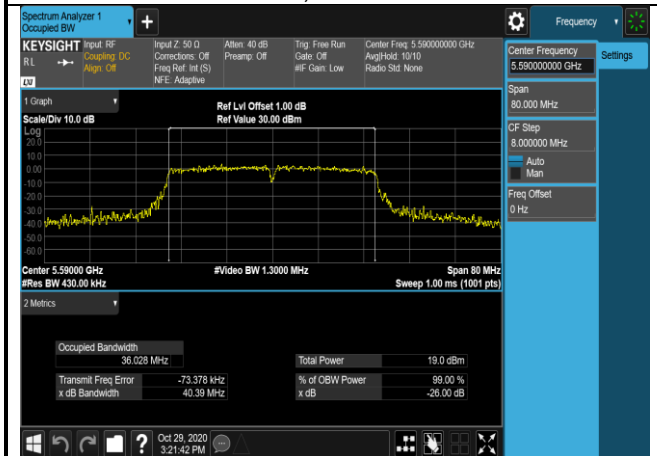 Spectrum Analyzer 1
Occupied BW
Frequency
KEYSIGHT
RL
LXI
Input: RF
Coupling: DC
Align: Off
Input Z: 50 Ω
Corrections: Off
Freq Ref: Int (S)
NFE: Adaptive
Atten: 40 dB
Preamp: Off
Trig: Free Run
Gate: Off
#IF Gain: Low
Center Freq: 5.590000000 GHz
Avg|Hold: 10/10
Radio Std: None
Center Frequency
5.590000000 GHz
Settings
Span
80.000 MHz
CF Step
8.000000 MHz
Auto
Man
Freq Offset
0 Hz
1 Graph
Scale/Div 10.0 dB
Ref Lvl Offset 1.00 dB
Ref Value 30.00 dBm
Log
20.0
10.0
0.00
-10.0
-20.0
-30.0
-40.0
-50.0
-60.0
Center 5.59000 GHz
#Res BW 430.00 kHz
#Video BW 1.3000 MHz
Span 80 MHz
Sweep 1.00 ms (1001 pts)
2 Metrics
Occupied Bandwidth
36.028 MHz
Total Power 19.0 dBm
Transmit Freq Error -73.378 kHz
% of OBW Power 99.00 %
x dB Bandwidth 40.39 MHz
x dB -26.00 dB
?
Oct 29, 2020
3:21:42 PM